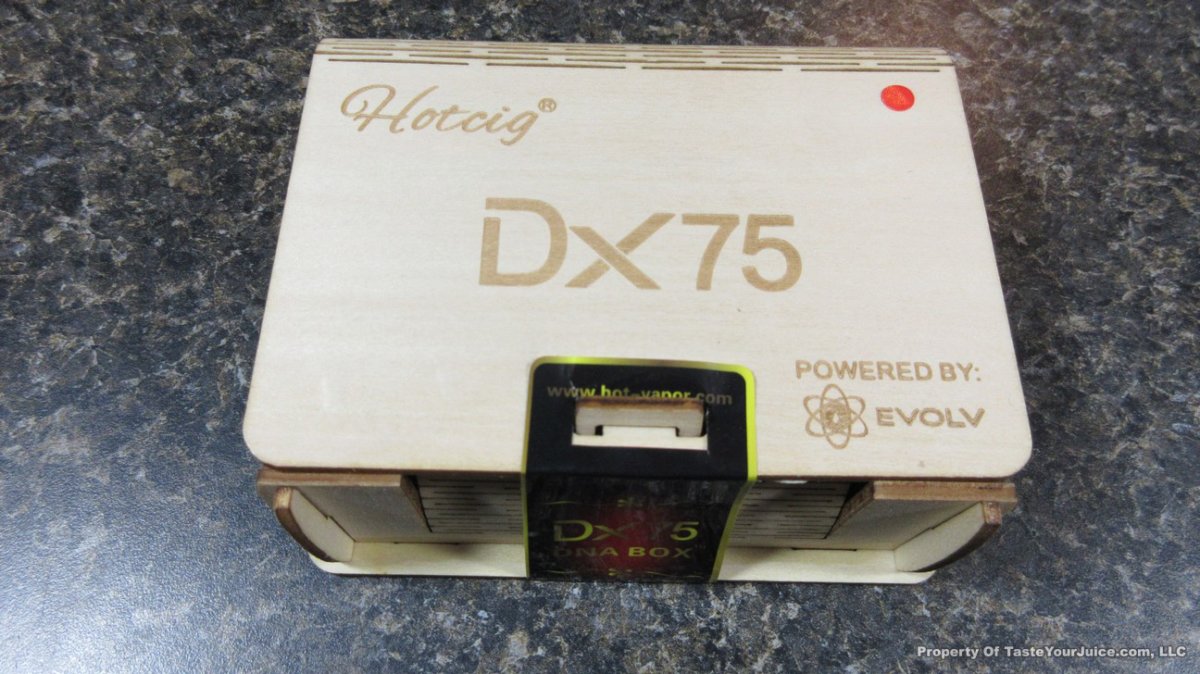 Hotcig®
DX75
POWERED BY:
EVOLV
www.hot-vapor.com
DX75
DNA BOX
Property Of TasteYourJuice.com, LLC